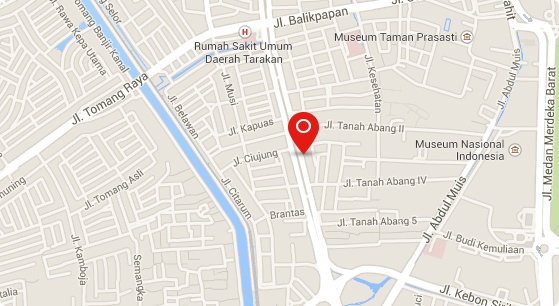 Jl. Balikpapan
H
Rumah Sakit Umum
Daerah Tarakan
Museum Taman Prasasti
Jl. Tomang Raya
Jl. Belawan
Jl. Musi
Jl. Kesehatan
Jl. Abdul Muis
Jl. Kapuas
Jl. Tanah Abang II
Jl. Ciujung
Museum Nasional
Indonesia
Jl. Medan Merdeka Barat
Jl. Tomang Asli
Jl. Citarum
Jl. Tanah Abang IV
Brantas
Jl. Tanah Abang 5
Jl. Abdul Muis
Jl. Budi Kemuliaan
Jl. Kamboja
Semangka
Jl. Kebon
Rawa Kepa Utama
Banjir Kanal
Selor